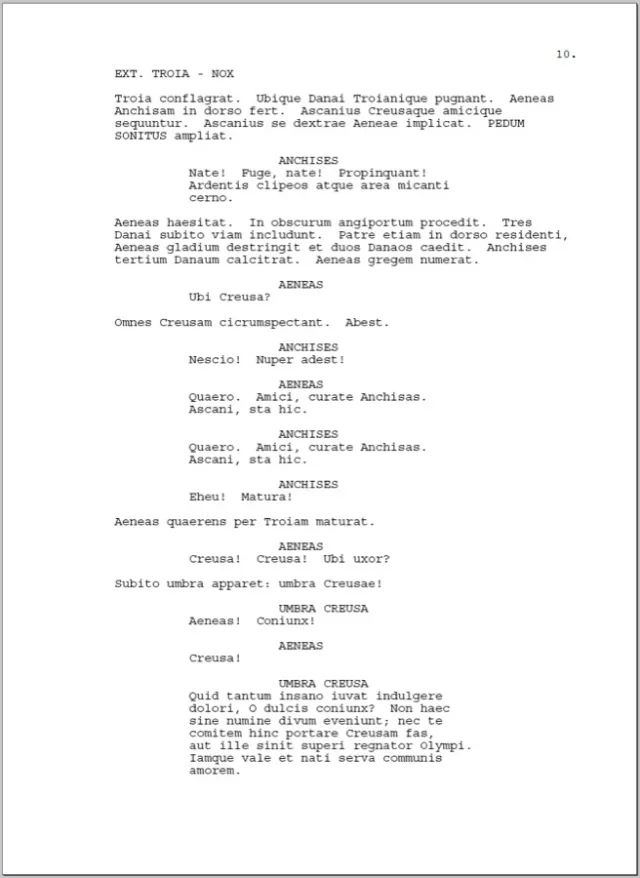 10.
EXT. TROIA - NOX
Troia conflagrat.  Ubique Danai Troianique pugnant.  Aeneas
Anchisam in dorso fert.  Ascanius Creusaque amicique
sequuntur.  Ascanius se dextrae Aeneae implicat.  PEDUM
SONITUS ampliat.
ANCHISES
Nate!  Fuge, nate!  Propinquant!
Ardentis clipeos atque area micanti
cerno.
Aeneas haesitat.  In obscurum angiportum procedit.  Tres
Danai subito viam includunt.  Patre etiam in dorso residenti,
Aeneas gladium destringit et duos Danaos caedit.  Anchises
tertium Danaum calcitrat.  Aeneas gregem numerat.
AENEAS
Ubi Creusa?
Omnes Creusam cicrumspectant.  Abest.
ANCHISES
Nescio!  Nuper adest!
AENEAS
Quaero.  Amici, curate Anchisas.
Ascani, sta hic.
ANCHISES
Quaero.  Amici, curate Anchisas.
Ascani, sta hic.
ANCHISES
Eheu!  Matura!
Aeneas quaerens per Troiam maturat.
AENEAS
Creusa!  Creusa!  Ubi uxor?
Subito umbra apparet: umbra Creusae!
UMBRA CREUSA
Aeneas!  Coniunx!
AENEAS
Creusa!
UMBRA CREUSA
Quid tantum insano iuvat indulgere
dolori, O dulcis coniunx?  Non haec
sine numine divum eveniunt; nec te
comitem hinc portare Creusam fas,
aut ille sinit superi regnator Olympi.
Iamque vale et nati serva communis
amorem.